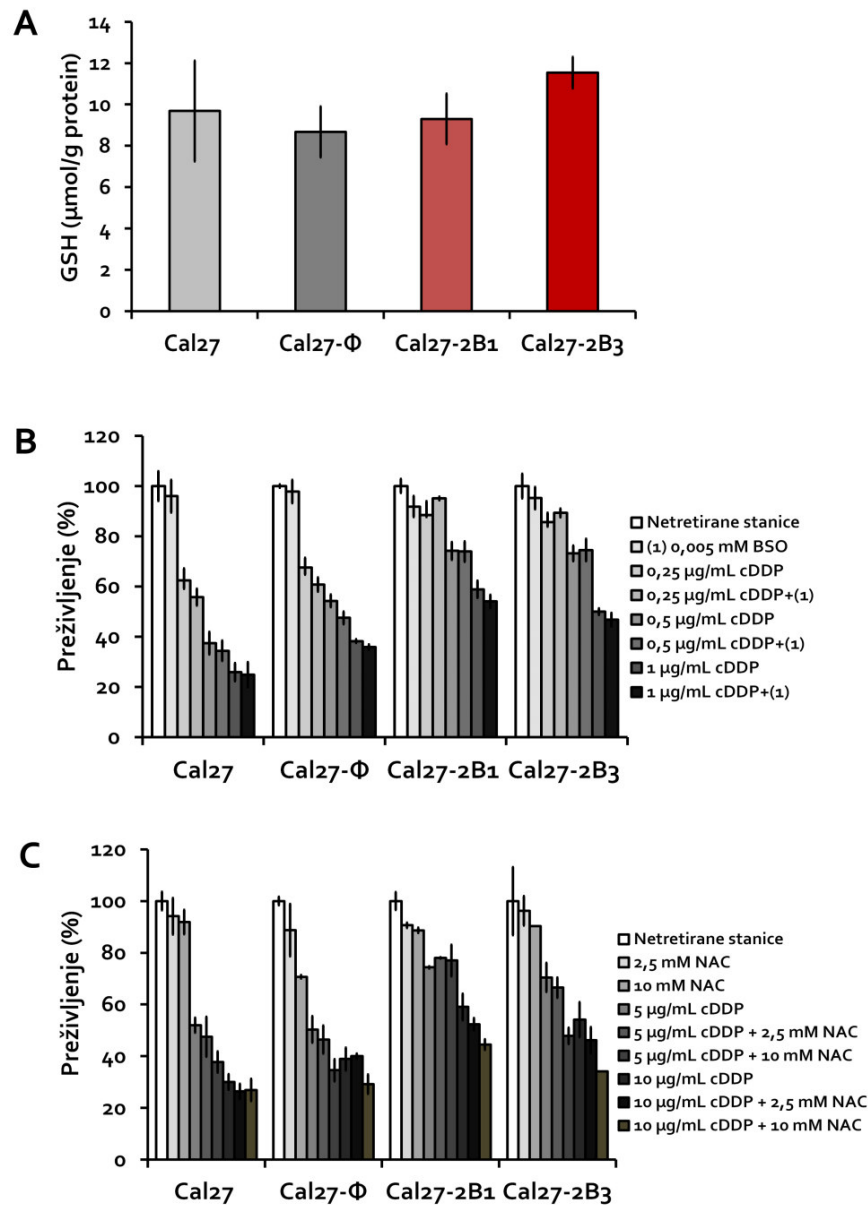 A
GSH (µmol/g protein)
14
12
10
8
6
4
2
0
Cal27
Cal27-Φ
Cal27-2B1
Cal27-2B3
B
Preživljenje (%)
120
100
80
60
40
20
0
Cal27
Cal27-Φ
Cal27-2B1
Cal27-2B3
Netretirane stanice
(1) 0,005 mM BSO
0,25 µg/mL cDDP
0,25 µg/mL cDDP+(1)
0,5 µg/mL cDDP
0,5 µg/mL cDDP+(1)
1 µg/mL cDDP
1 µg/mL cDDP+(1)
C
Preživljenje (%)
120
100
80
60
40
20
0
Cal27
Cal27-Φ
Cal27-2B1
Cal27-2B3
Netretirane stanice
2,5 mM NAC
10 mM NAC
5 µg/mL cDDP
5 µg/mL cDDP + 2,5 mM NAC
5 µg/mL cDDP + 10 mM NAC
10 µg/mL cDDP
10 µg/mL cDDP + 2,5 mM NAC
10 µg/mL cDDP + 10 mM NAC